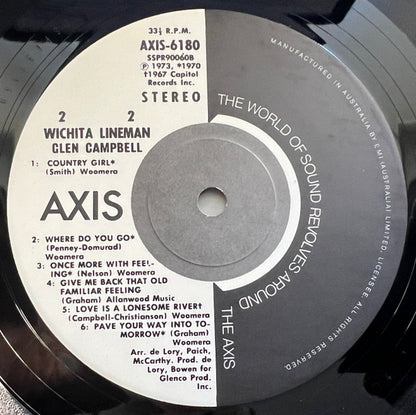 33⅓ R.P.M.
AXIS-6180
SSPR90060B
Ⓟ 1973, *1970
†1967 Capitol
Records Inc.
STEREO
2 2
WICHITA LINEMAN
GLEN CAMPBELL
1: COUNTRY GIRL*
(Smith) Woomera
AXIS
2: WHERE DO YOU GO*
(Penney-Domurad)
Woomera
3: ONCE MORE WITH FEEL-
ING* (Nelson) Woomera
4: GIVE ME BACK THAT OLD
FAMILIAR FEELING
(Graham) Allanwood Music
5: LOVE IS A LONESOME RIVER†
(Campbell-Christianson) Woomera
6: PAVE YOUR WAY INTO TO-
MORROW* (Graham)
Woomera
Arr. de Lory, Paich,
McCarthy. Prod. de
Lory, Bowen for
Glenco Prod.
Inc.
THE WORLD OF SOUND REVOLVES AROUND THE AXIS
MANUFACTURED IN AUSTRALIA BY EMI (AUSTRALIA) LIMITED, LICENSEE ALL RIGHTS RESERVED.